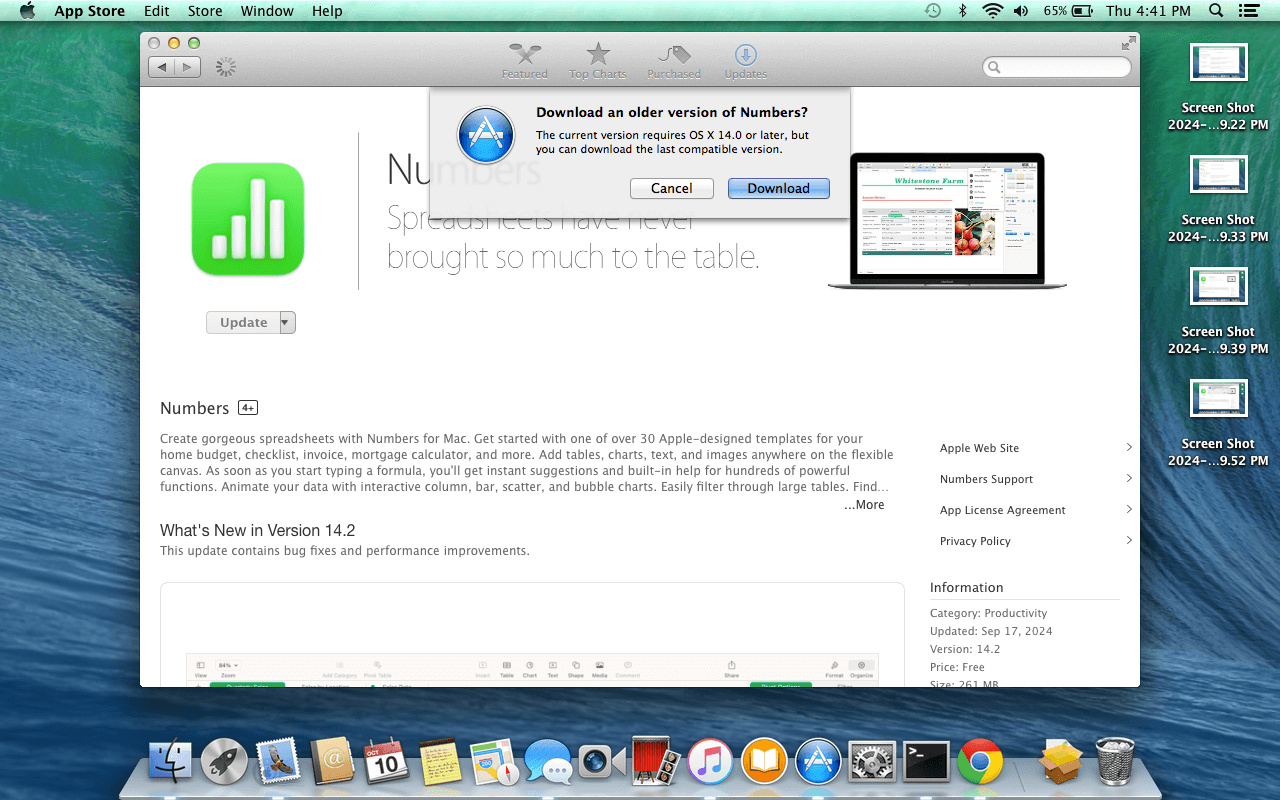 App Store Edit Store Window Help 65% Thu 4:41 PM
Featured Top Charts Purchased Updates
Download an older version of Numbers?
The current version requires OS X 14.0 or later, but
you can download the last compatible version.
Cancel Download
Numbers
Spreadsheets have never
brought so much to the table.
Whitestone Farm
Update
Numbers 4+
Create gorgeous spreadsheets with Numbers for Mac. Get started with one of over 30 Apple-designed templates for your
home budget, checklist, invoice, mortgage calculator, and more. Add tables, charts, text, and images anywhere on the flexible
canvas. As soon as you start typing a formula, you'll get instant suggestions and built-in help for hundreds of powerful
functions. Animate your data with interactive column, bar, scatter, and bubble charts. Easily filter through large tables. Find...
...More
What's New in Version 14.2
This update contains bug fixes and performance improvements.
84%
View Zoom Add Category Pivot Table Insert Table Chart Text Shape Media Comment Share Format Organize
Apple Web Site
Numbers Support
App License Agreement
Privacy Policy
Information
Category: Productivity
Updated: Sep 17, 2024
Version: 14.2
Price: Free
Size: 261 MB
Screen Shot
2024-...9.22 PM
Screen Shot
2024-...9.33 PM
Screen Shot
2024-...9.39 PM
Screen Shot
2024-...9.52 PM
OCT
10